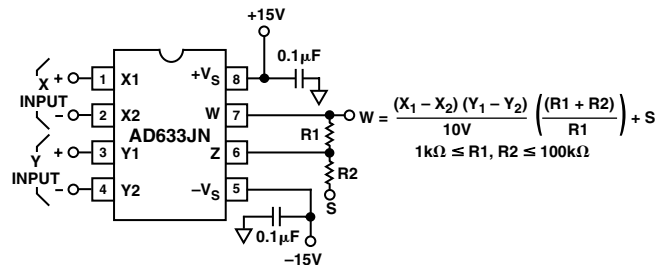 +15V
0.1µF
X
INPUT
+
–
Y
INPUT
+
–
1 X1
2 X2
3 Y1
4 Y2
AD633JN
+VS 8
W 7
Z 6
–VS 5
R1
R2
S
0.1µF
–15V
W = (X1 – X2) (Y1 – Y2) / 10V ((R1 + R2) / R1) + S
1kΩ ≤ R1, R2 ≤ 100kΩ